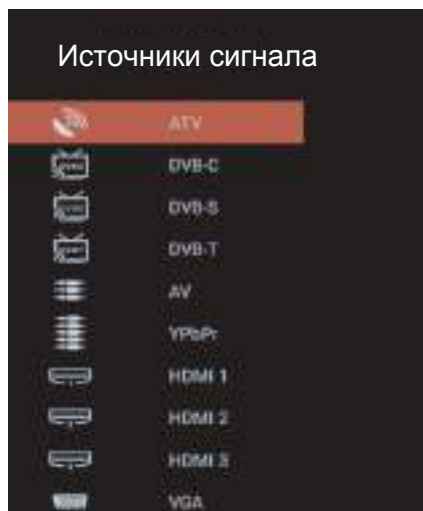 Источники сигнала
ATV
DVB-C
DVB-S
DVB-T
AV
YPbPr
HDMI 1
HDMI 2
HDMI 3
VGA